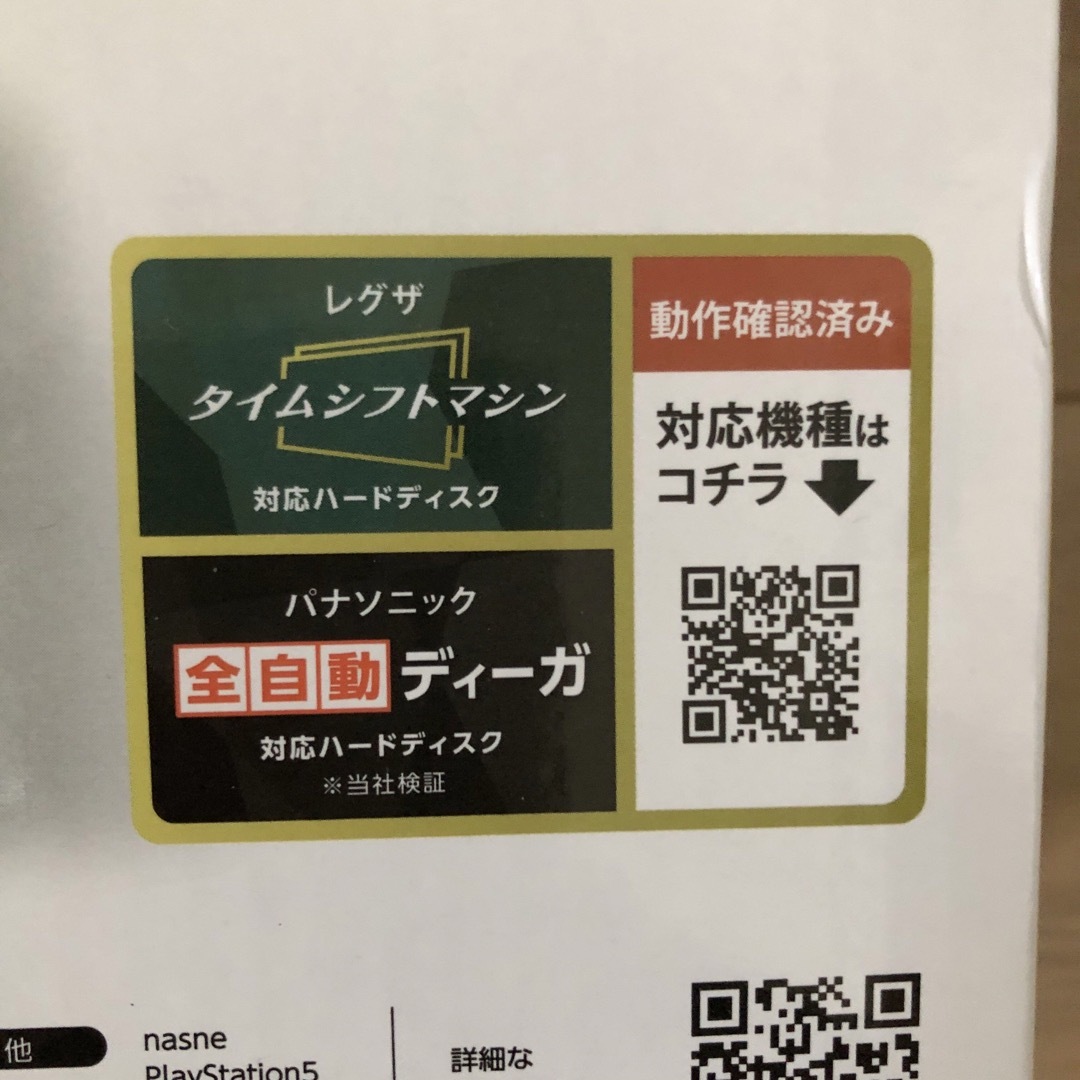 レグザ
タイムシフトマシン
対応ハードディスク
パナソニック
全自動ディーガ
対応ハードディスク
※当社検証
動作確認済み
対応機種は
コチラ
他
nasne
PlayStation5
詳細な